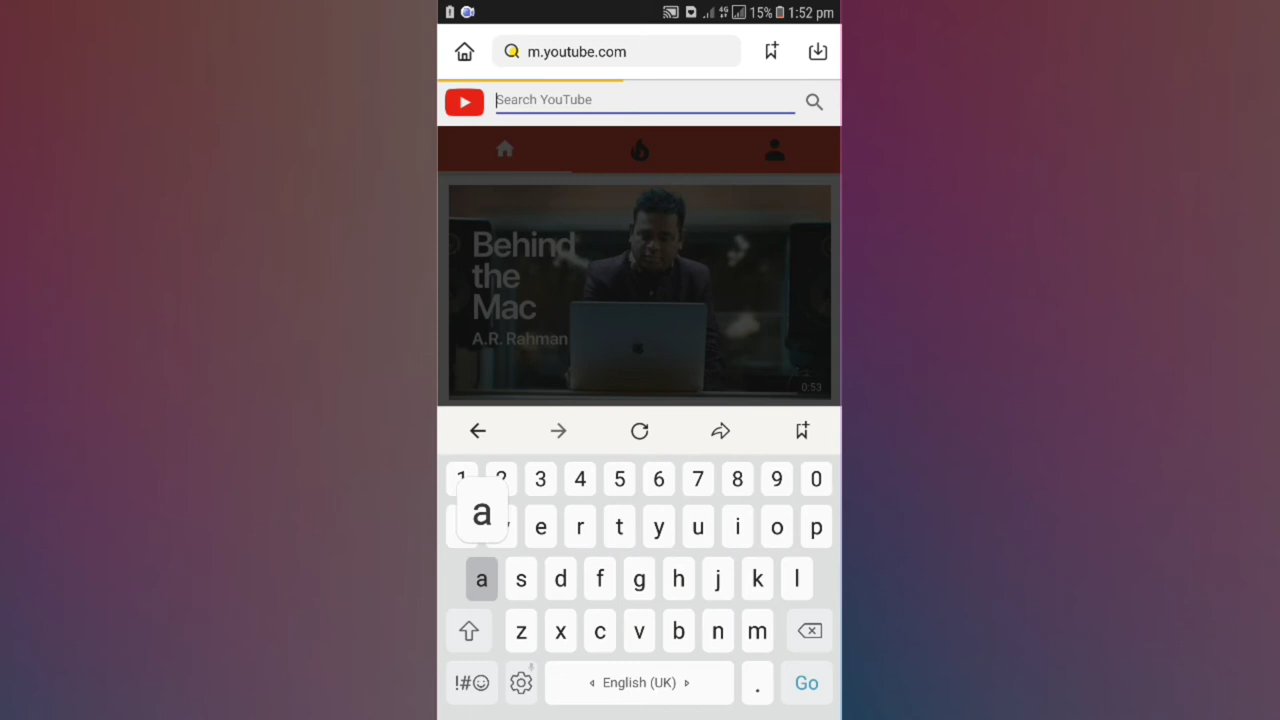 4G 15% 1:52 pm
m.youtube.com
Search YouTube
Behind
the
Mac
A.R. Rahman
0:53
1 2 3 4 5 6 7 8 9 0
a e r t y u i o p
a s d f g h j k l
z x c v b n m
!#☺ English (UK) . Go